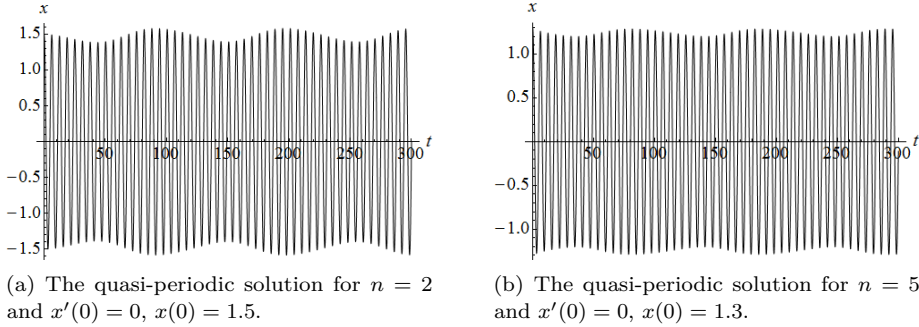 x
1.5
1.0
0.5
50 100 150 200 250 300 t
−0.5
−1.0
−1.5
(a) The quasi-periodic solution for n = 2
and x′(0) = 0, x(0) = 1.5.
x
1.0
0.5
50 100 150 200 250 300 t
−0.5
−1.0
(b) The quasi-periodic solution for n = 5
and x′(0) = 0, x(0) = 1.3.